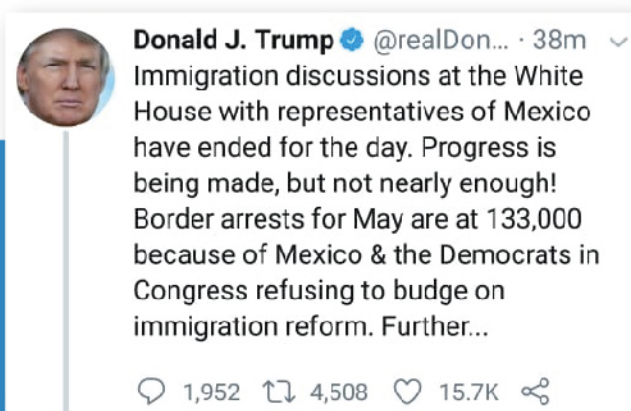 Donald J. Trump @realDon... · 38m
Immigration discussions at the White
House with representatives of Mexico
have ended for the day. Progress is
being made, but not nearly enough!
Border arrests for May are at 133,000
because of Mexico & the Democrats in
Congress refusing to budge on
immigration reform. Further...
1,952 4,508 15.7K